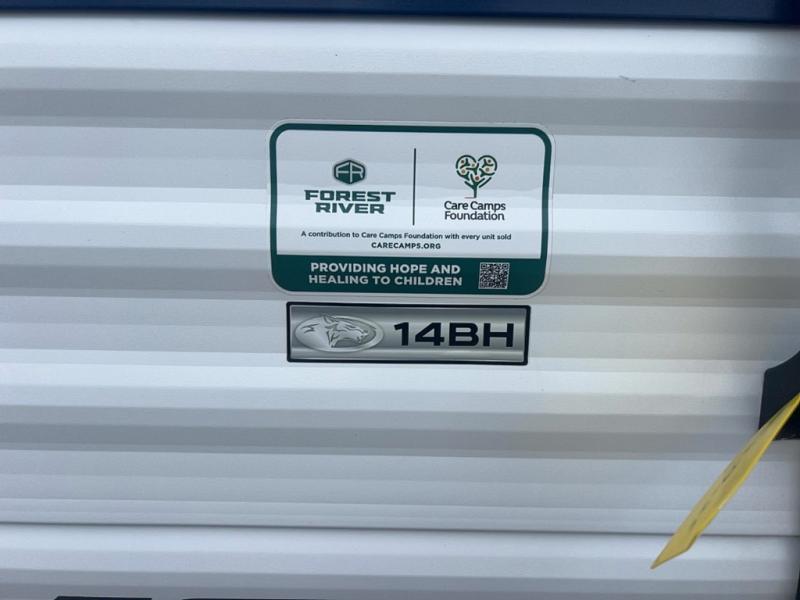 FR
FOREST
RIVER
Care Camps
Foundation
A contribution to Care Camps Foundation with every unit sold
CARECAMPS.ORG
PROVIDING HOPE AND
HEALING TO CHILDREN
14BH